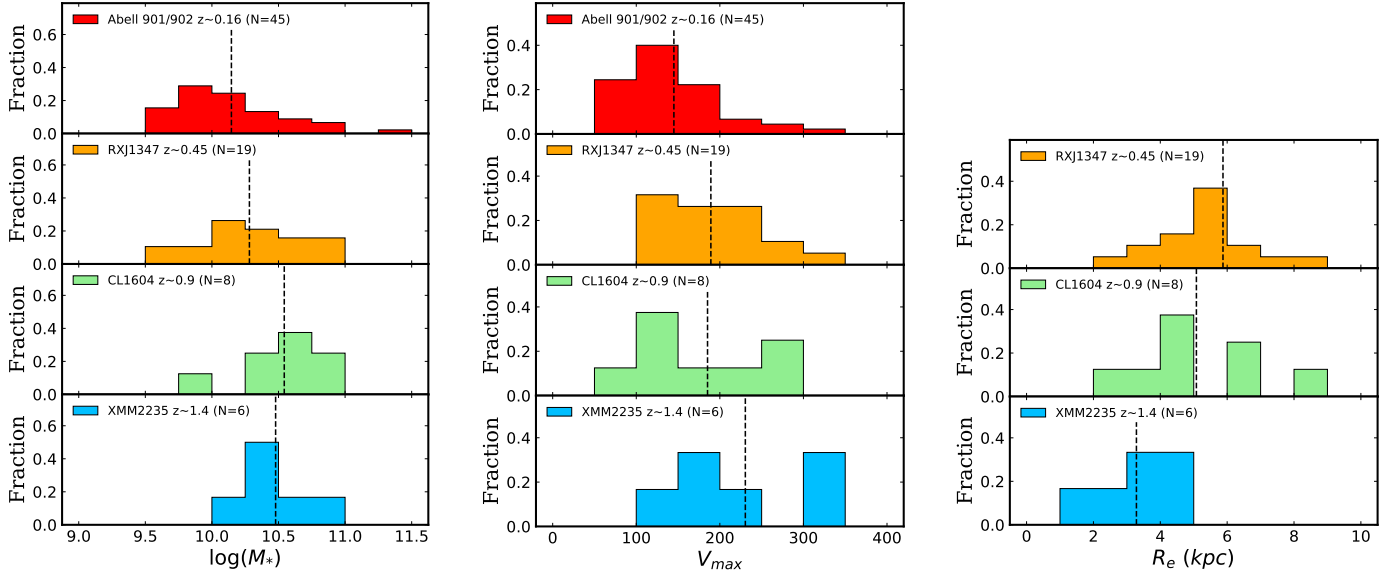 Abell 901/902 z~0.16 (N=45)
Fraction
0.6
0.4
0.2
0.0
RXJ1347 z~0.45 (N=19)
Fraction
0.6
0.4
0.2
0.0
CL1604 z~0.9 (N=8)
Fraction
0.6
0.4
0.2
0.0
XMM2235 z~1.4 (N=6)
Fraction
0.6
0.4
0.2
0.0
9.0 9.5 10.0 10.5 11.0 11.5
log(M*)
Abell 901/902 z~0.16 (N=45)
Fraction
0.4
0.2
0.0
RXJ1347 z~0.45 (N=19)
Fraction
0.4
0.2
0.0
CL1604 z~0.9 (N=8)
Fraction
0.4
0.2
0.0
XMM2235 z~1.4 (N=6)
Fraction
0.4
0.2
0.0
0 100 200 300 400
Vmax
RXJ1347 z~0.45 (N=19)
Fraction
0.4
0.2
0.0
CL1604 z~0.9 (N=8)
Fraction
0.4
0.2
0.0
XMM2235 z~1.4 (N=6)
Fraction
0.4
0.2
0.0
0 2 4 6 8 10
Re (kpc)